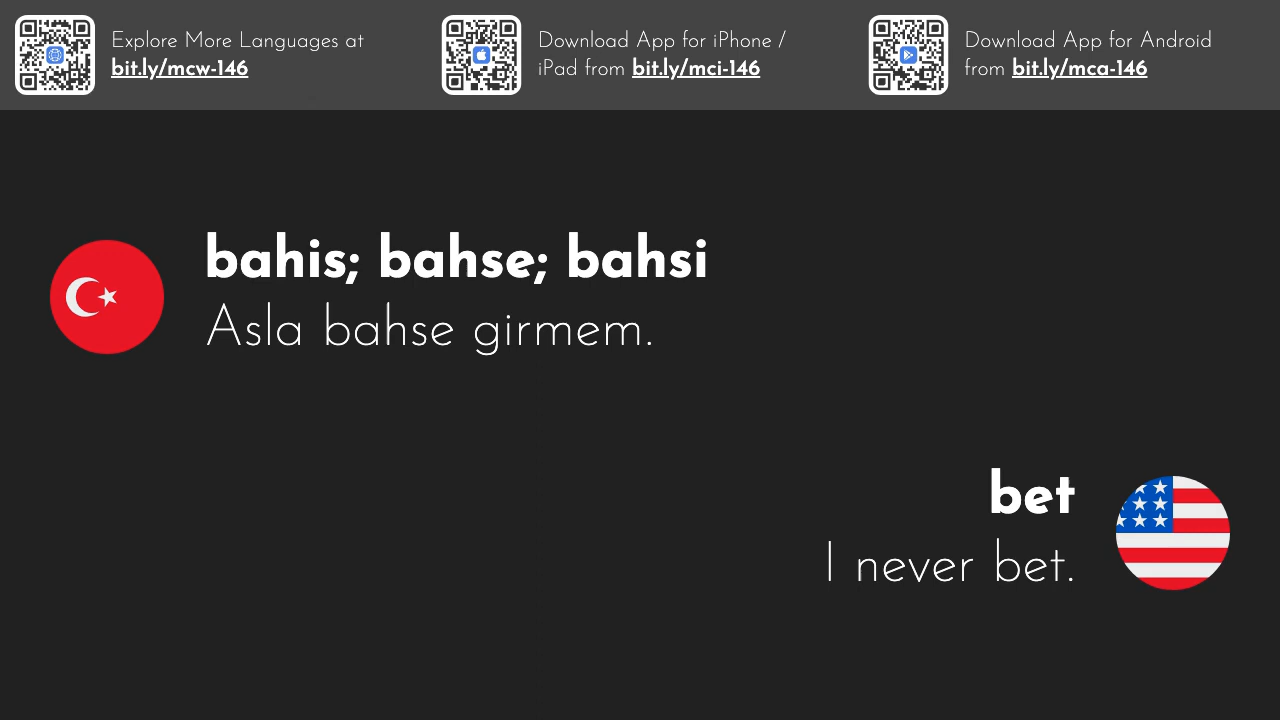 Explore More Languages at
bit.ly/mcw-146
Download App for iPhone /
iPad from bit.ly/mci-146
Download App for Android
from bit.ly/mca-146
bahis; bahse; bahsi
Asla bahse girmem.
bet
I never bet.